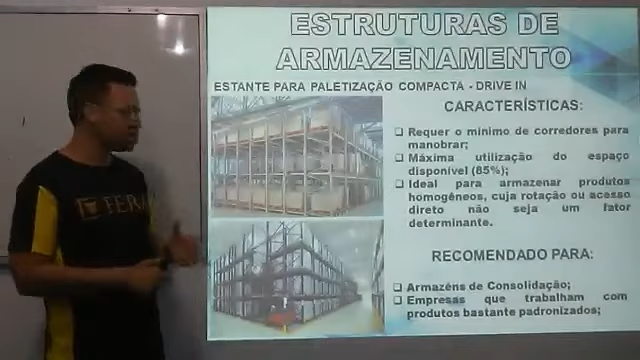 ESTRUTURAS DE
ARMAZENAMENTO
ESTANTE PARA PALETIZAÇÃO COMPACTA - DRIVE IN
CARACTERÍSTICAS:
❑ Requer o mínimo de corredores para
manobrar;
❑ Máxima utilização do espaço
disponível (85%);
❑ Ideal para armazenar produtos
homogêneos, cuja rotação ou acesso
direto não seja um fator
determinante.
RECOMENDADO PARA:
❑ Armazéns de Consolidação;
❑ Empresas que trabalham com
produtos bastante padronizados;